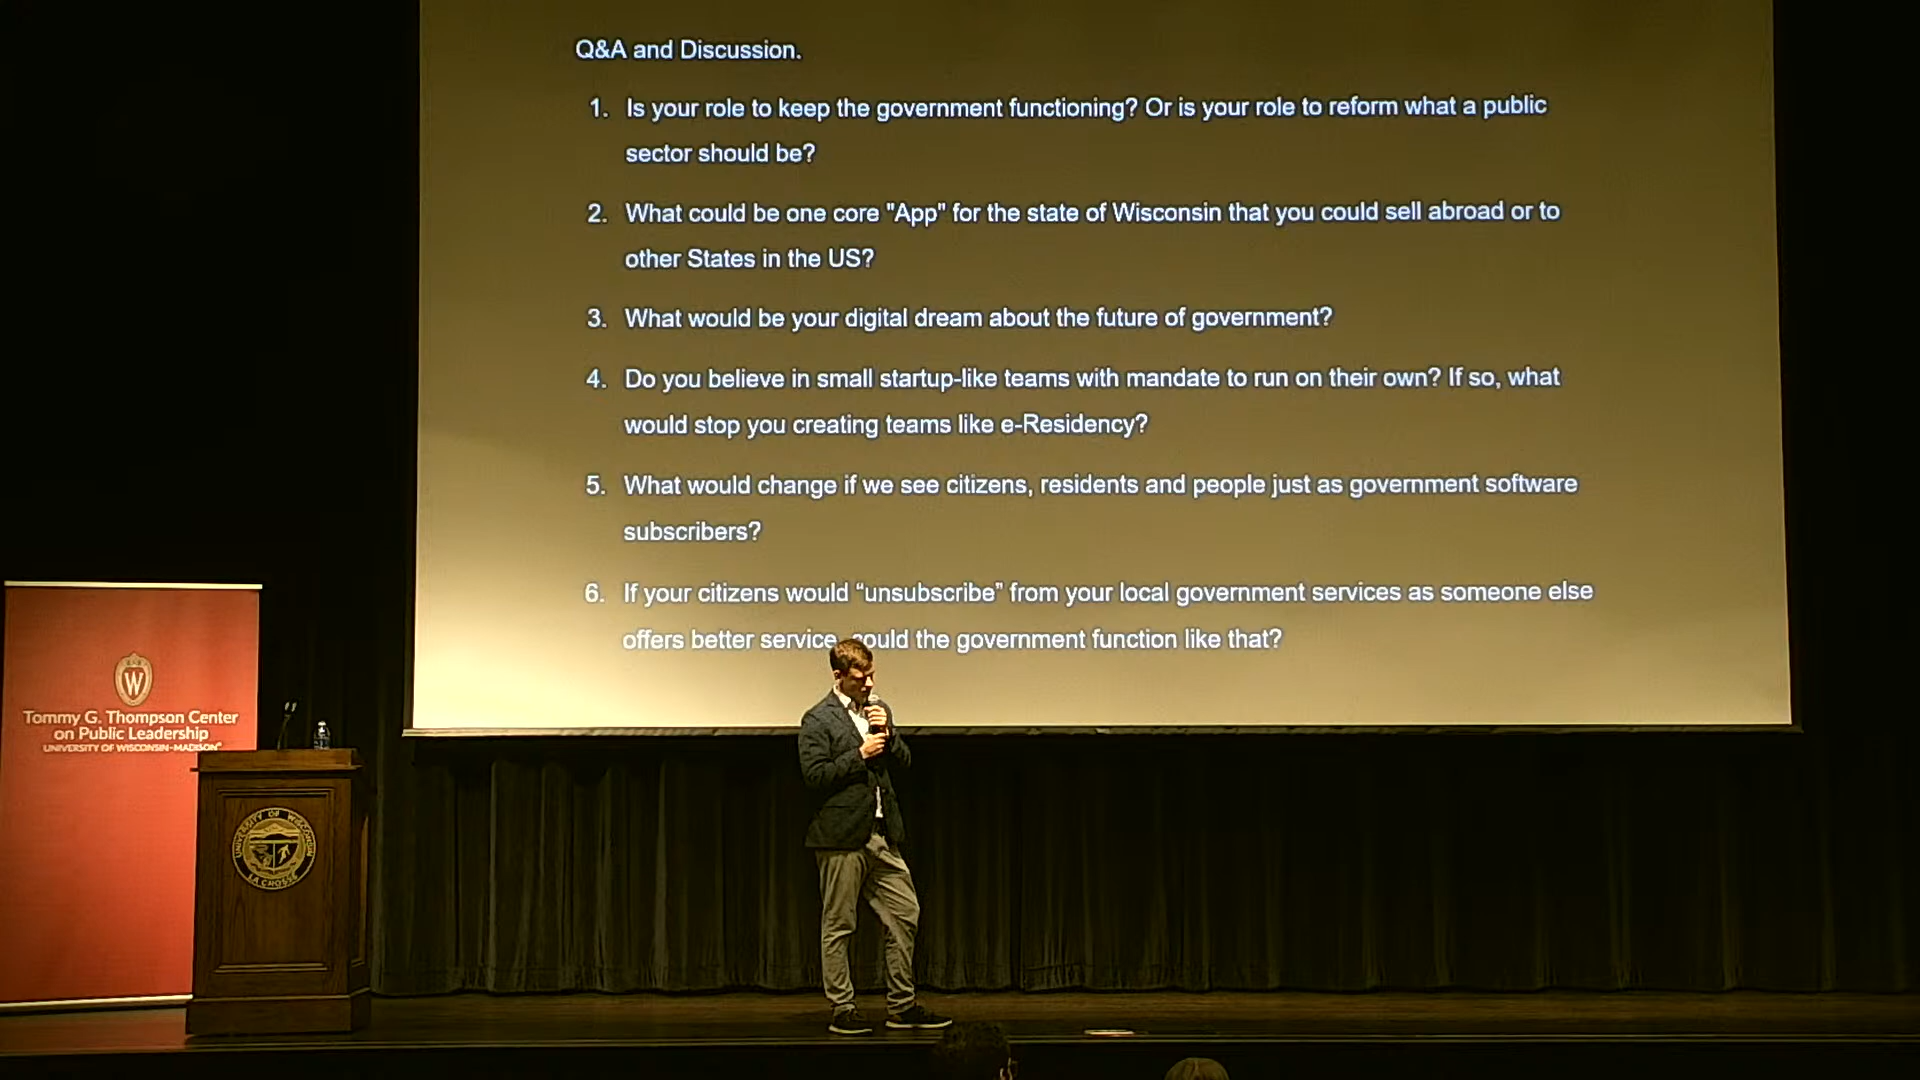 Q&A and Discussion.
1. Is your role to keep the government functioning? Or is your role to reform what a public
sector should be?
2. What could be one core "App" for the state of Wisconsin that you could sell abroad or to
other States in the US?
3. What would be your digital dream about the future of government?
4. Do you believe in small startup-like teams with mandate to run on their own? If so, what
would stop you creating teams like e-Residency?
5. What would change if we see citizens, residents and people just as government software
subscribers?
6. If your citizens would “unsubscribe” from your local government services as someone else
offers better service, could the government function like that?
W
Tommy G. Thompson Center
on Public Leadership
UNIVERSITY OF WISCONSIN-MADISON
UNIVERSITY OF WISCONSIN
LA CROSSE